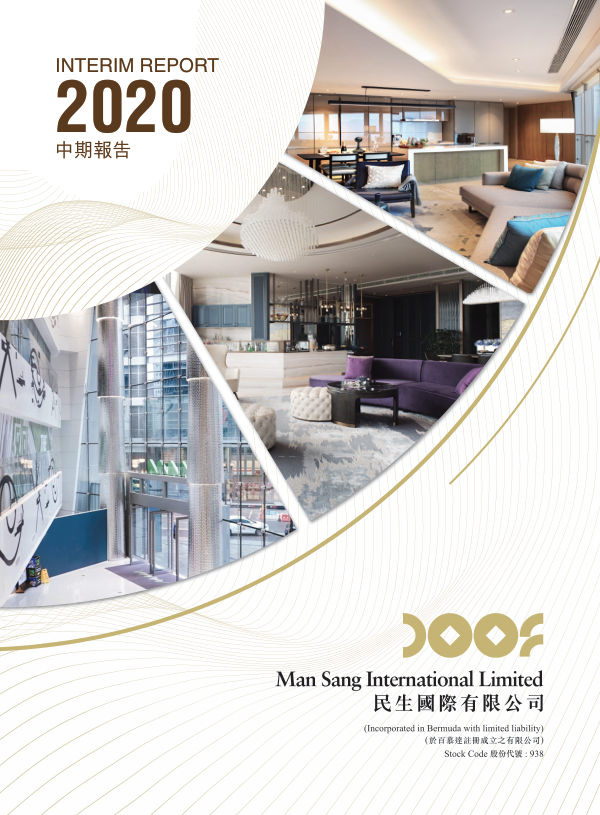 INTERIM REPORT
2020
中期報告
Man Sang International Limited
民生國際有限公司
(Incorporated in Bermuda with limited liability)
(於百慕達註冊成立之有限公司)
Stock Code 股份代號 : 938